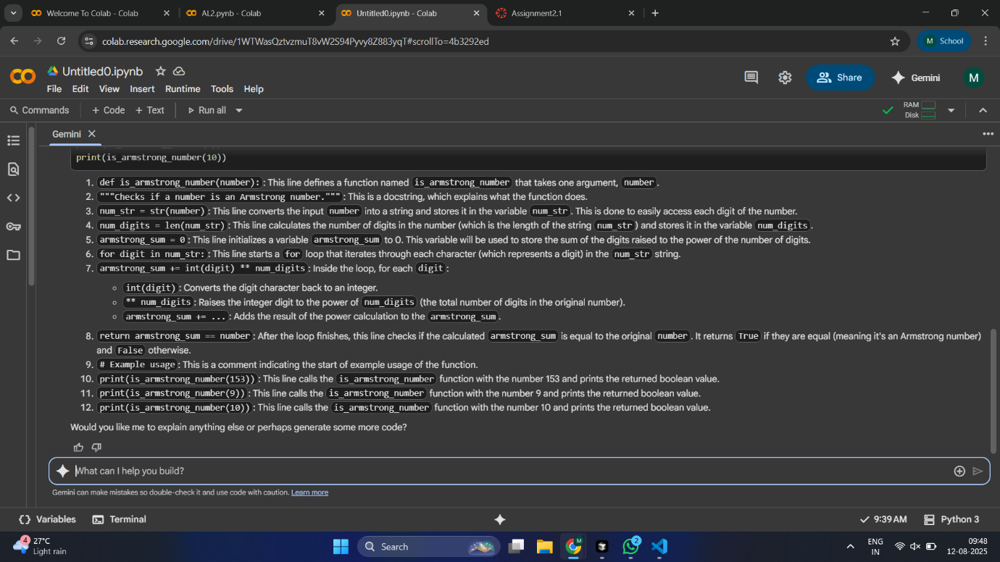 Welcome To Colab - Colab
AL2.pynb - Colab
Untitled0.ipynb - Colab
Assignment2.1
colab.research.google.com/drive/1WTWasQztvzmuT8vW2S94Pyvy8Z883yqT#scrollTo=4b3292ed
M School
Untitled0.ipynb
File Edit View Insert Runtime Tools Help
Share
Gemini
M
Commands + Code + Text Run all
RAM
Disk
Gemini
print(is_armstrong_number(10))
1. def is_armstrong_number(number): : This line defines a function named is_armstrong_number that takes one argument, number .
2. """Checks if a number is an Armstrong number.""" : This is a docstring, which explains what the function does.
3. num_str = str(number) : This line converts the input number into a string and stores it in the variable num_str . This is done to easily access each digit of the number.
4. num_digits = len(num_str) : This line calculates the number of digits in the number (which is the length of the string num_str ) and stores it in the variable num_digits .
5. armstrong_sum = 0 : This line initializes a variable armstrong_sum to 0. This variable will be used to store the sum of the digits raised to the power of the number of digits.
6. for digit in num_str: : This line starts a for loop that iterates through each character (which represents a digit) in the num_str string.
7. armstrong_sum += int(digit) ** num_digits : Inside the loop, for each digit :
int(digit) : Converts the digit character back to an integer.
** num_digits : Raises the integer digit to the power of num_digits (the total number of digits in the original number).
armstrong_sum += ... : Adds the result of the power calculation to the armstrong_sum .
8. return armstrong_sum == number : After the loop finishes, this line checks if the calculated armstrong_sum is equal to the original number . It returns True if they are equal (meaning it's an Armstrong number)
and False otherwise.
9. # Example usage : This is a comment indicating the start of example usage of the function.
10. print(is_armstrong_number(153)) : This line calls the is_armstrong_number function with the number 153 and prints the returned boolean value.
11. print(is_armstrong_number(9)) : This line calls the is_armstrong_number function with the number 9 and prints the returned boolean value.
12. print(is_armstrong_number(10)) : This line calls the is_armstrong_number function with the number 10 and prints the returned boolean value.
Would you like me to explain anything else or perhaps generate some more code?
What can I help you build?
Gemini can make mistakes so double-check it and use code with caution. Learn more
Variables Terminal
9:39 AM Python 3
4
27°C
Light rain
Search
M
2
ENG
IN
09:48
12-08-2025